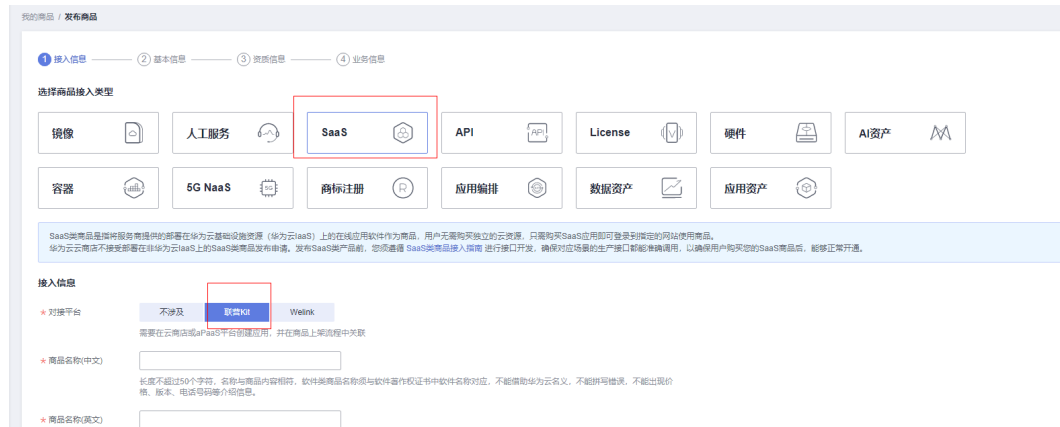 我的商品 / 发布商品
1 接入信息 2 基本信息 3 资质信息 4 业务信息
选择商品接入类型
镜像 人工服务 SaaS API API License 硬件 AI资产
容器 5G NaaS 5G 商标注册 R 应用编排 数据资产 应用资产
SaaS类商品是指将服务商提供的部署在华为云基础设施资源（华为云IaaS）上的在线应用软件作为商品，用户无需购买独立的云资源，只需购买SaaS应用即可登录到指定的网站使用商品。
华为云云商店不接受部署在非华为云IaaS上的SaaS类商品发布申请。发布SaaS类产品前，您须遵循 SaaS类商品接入指南 进行接口开发，确保对应场景的生产接口都能准确调用，以确保用户购买您的SaaS商品后，能够正常开通。
接入信息
* 对接平台 不涉及 联营Kit Welink
需要在云商店或aPaaS平台创建应用，并在商品上架流程中关联
* 商品名称(中文)
长度不超过50个字符，名称与商品内容相符，软件类商品名称须与软件著作权证书中软件名称对应，不能借助华为云名义，不能拼写错误，不能出现价
格、版本、电话号码等介绍信息。
* 商品名称(英文)